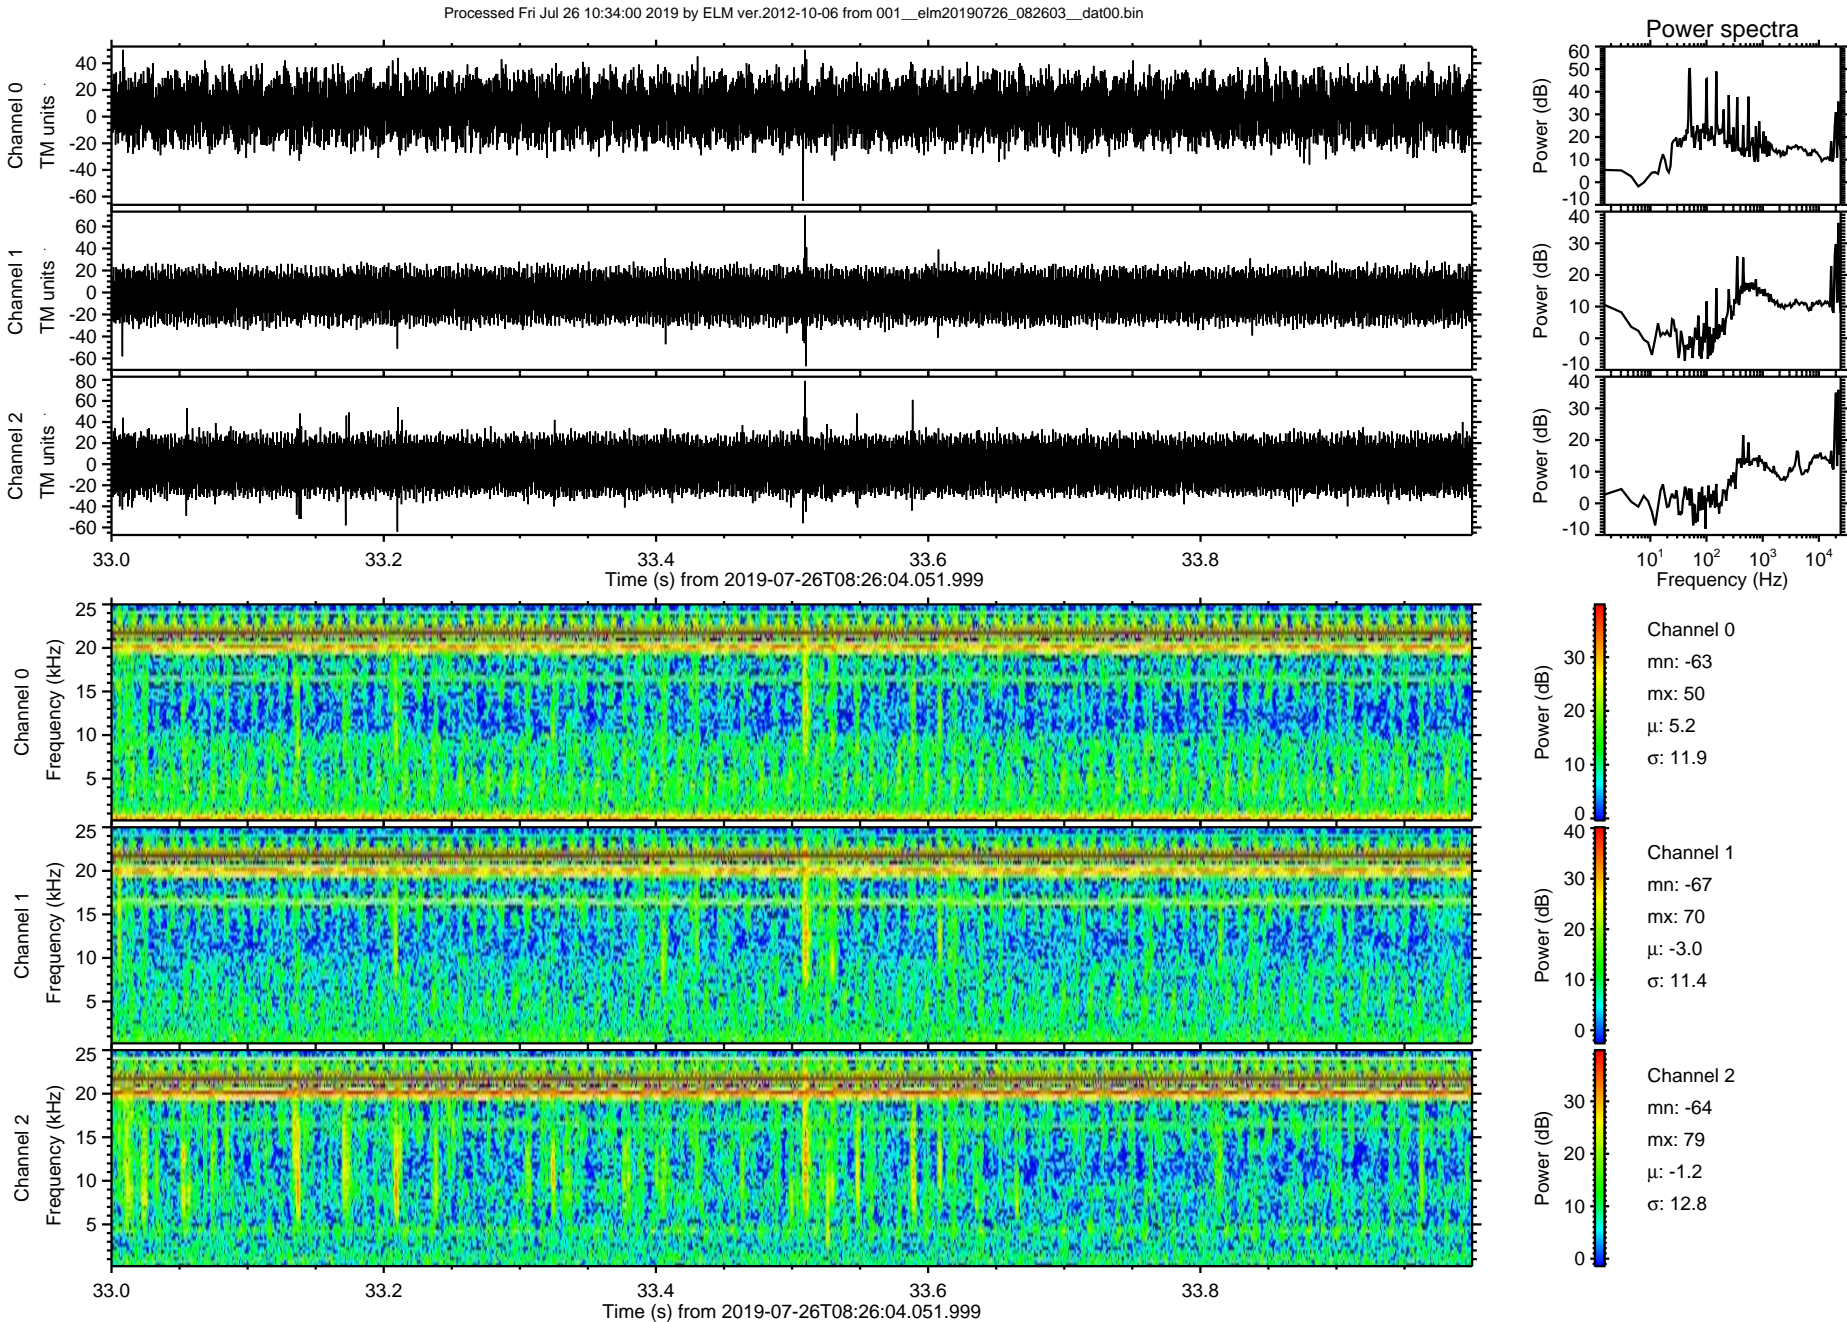 Processed Fri Jul 26 10:34:00 2019 by ELM ver.2012-10-06 from 001__elm20190726_082603__dat00.bin
Power spectra
Channel 0
TM units
40
20
0
-20
-40
-60
Power (dB)
60
50
40
30
20
10
0
-10
Channel 1
TM units
60
40
20
0
-20
-40
-60
Power (dB)
40
30
20
10
0
-10
Channel 2
TM units
80
60
40
20
0
-20
-40
-60
Power (dB)
40
30
20
10
0
-10
33.0 33.2 33.4 33.6 33.8
Time (s) from 2019-07-26T08:26:04.051.999
10¹ 10² 10³ 10⁴
Frequency (Hz)
Channel 0
Frequency (kHz)
25
20
15
10
5
Power (dB)
30
20
10
0
Channel 0
mn: -63
mx: 50
μ: 5.2
σ: 11.9
Channel 1
Frequency (kHz)
25
20
15
10
5
Power (dB)
40
30
20
10
0
Channel 1
mn: -67
mx: 70
μ: -3.0
σ: 11.4
Channel 2
Frequency (kHz)
25
20
15
10
5
Power (dB)
30
20
10
0
Channel 2
mn: -64
mx: 79
μ: -1.2
σ: 12.8
33.0 33.2 33.4 33.6 33.8
Time (s) from 2019-07-26T08:26:04.051.999